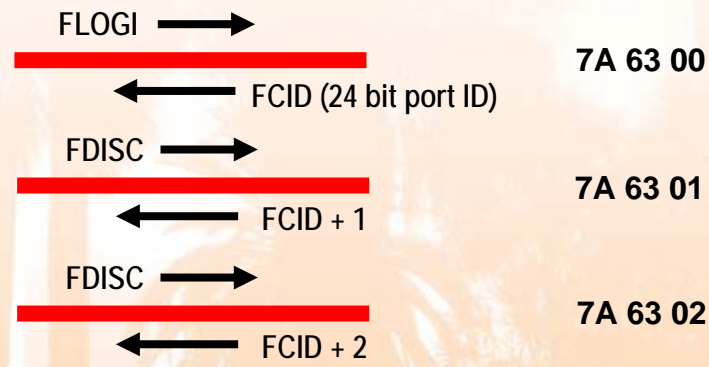 FLOGI
7A 63 00
FCID (24 bit port ID)
FDISC
7A 63 01
FCID + 1
FDISC
7A 63 02
FCID + 2